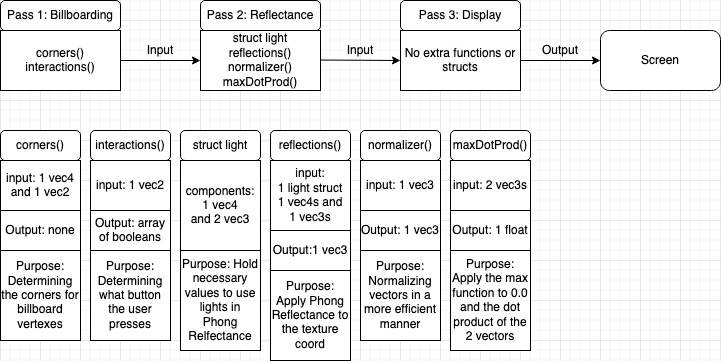 Pass 1: Billboarding
corners()
interactions()
Input
Pass 2: Reflectance
struct light
reflections()
normalizer()
maxDotProd()
Input
Pass 3: Display
No extra functions or
structs
Output
Screen
corners()
input: 1 vec4
and 1 vec2
Output: none
Purpose:
Determining
the corners for
billboard
vertexes
interactions()
input: 1 vec2
Output: array
of booleans
Purpose:
Determining
what button
the user
presses
struct light
components:
1 vec4
and 2 vec3
Purpose: Hold
necessary
values to use
lights in
Phong
Relfectance
reflections()
input:
1 light struct
1 vec4s and
1 vec3s
Output:1 vec3
Purpose:
Apply Phong
Reflectance to
the texture
coord
normalizer()
input: 1 vec3
Output: 1 vec3
Purpose:
Normalizing
vectors in a
more efficient
manner
maxDotProd()
input: 2 vec3s
Output: 1 float
Purpose:
Apply the max
function to 0.0
and the dot
product of the
2 vectors